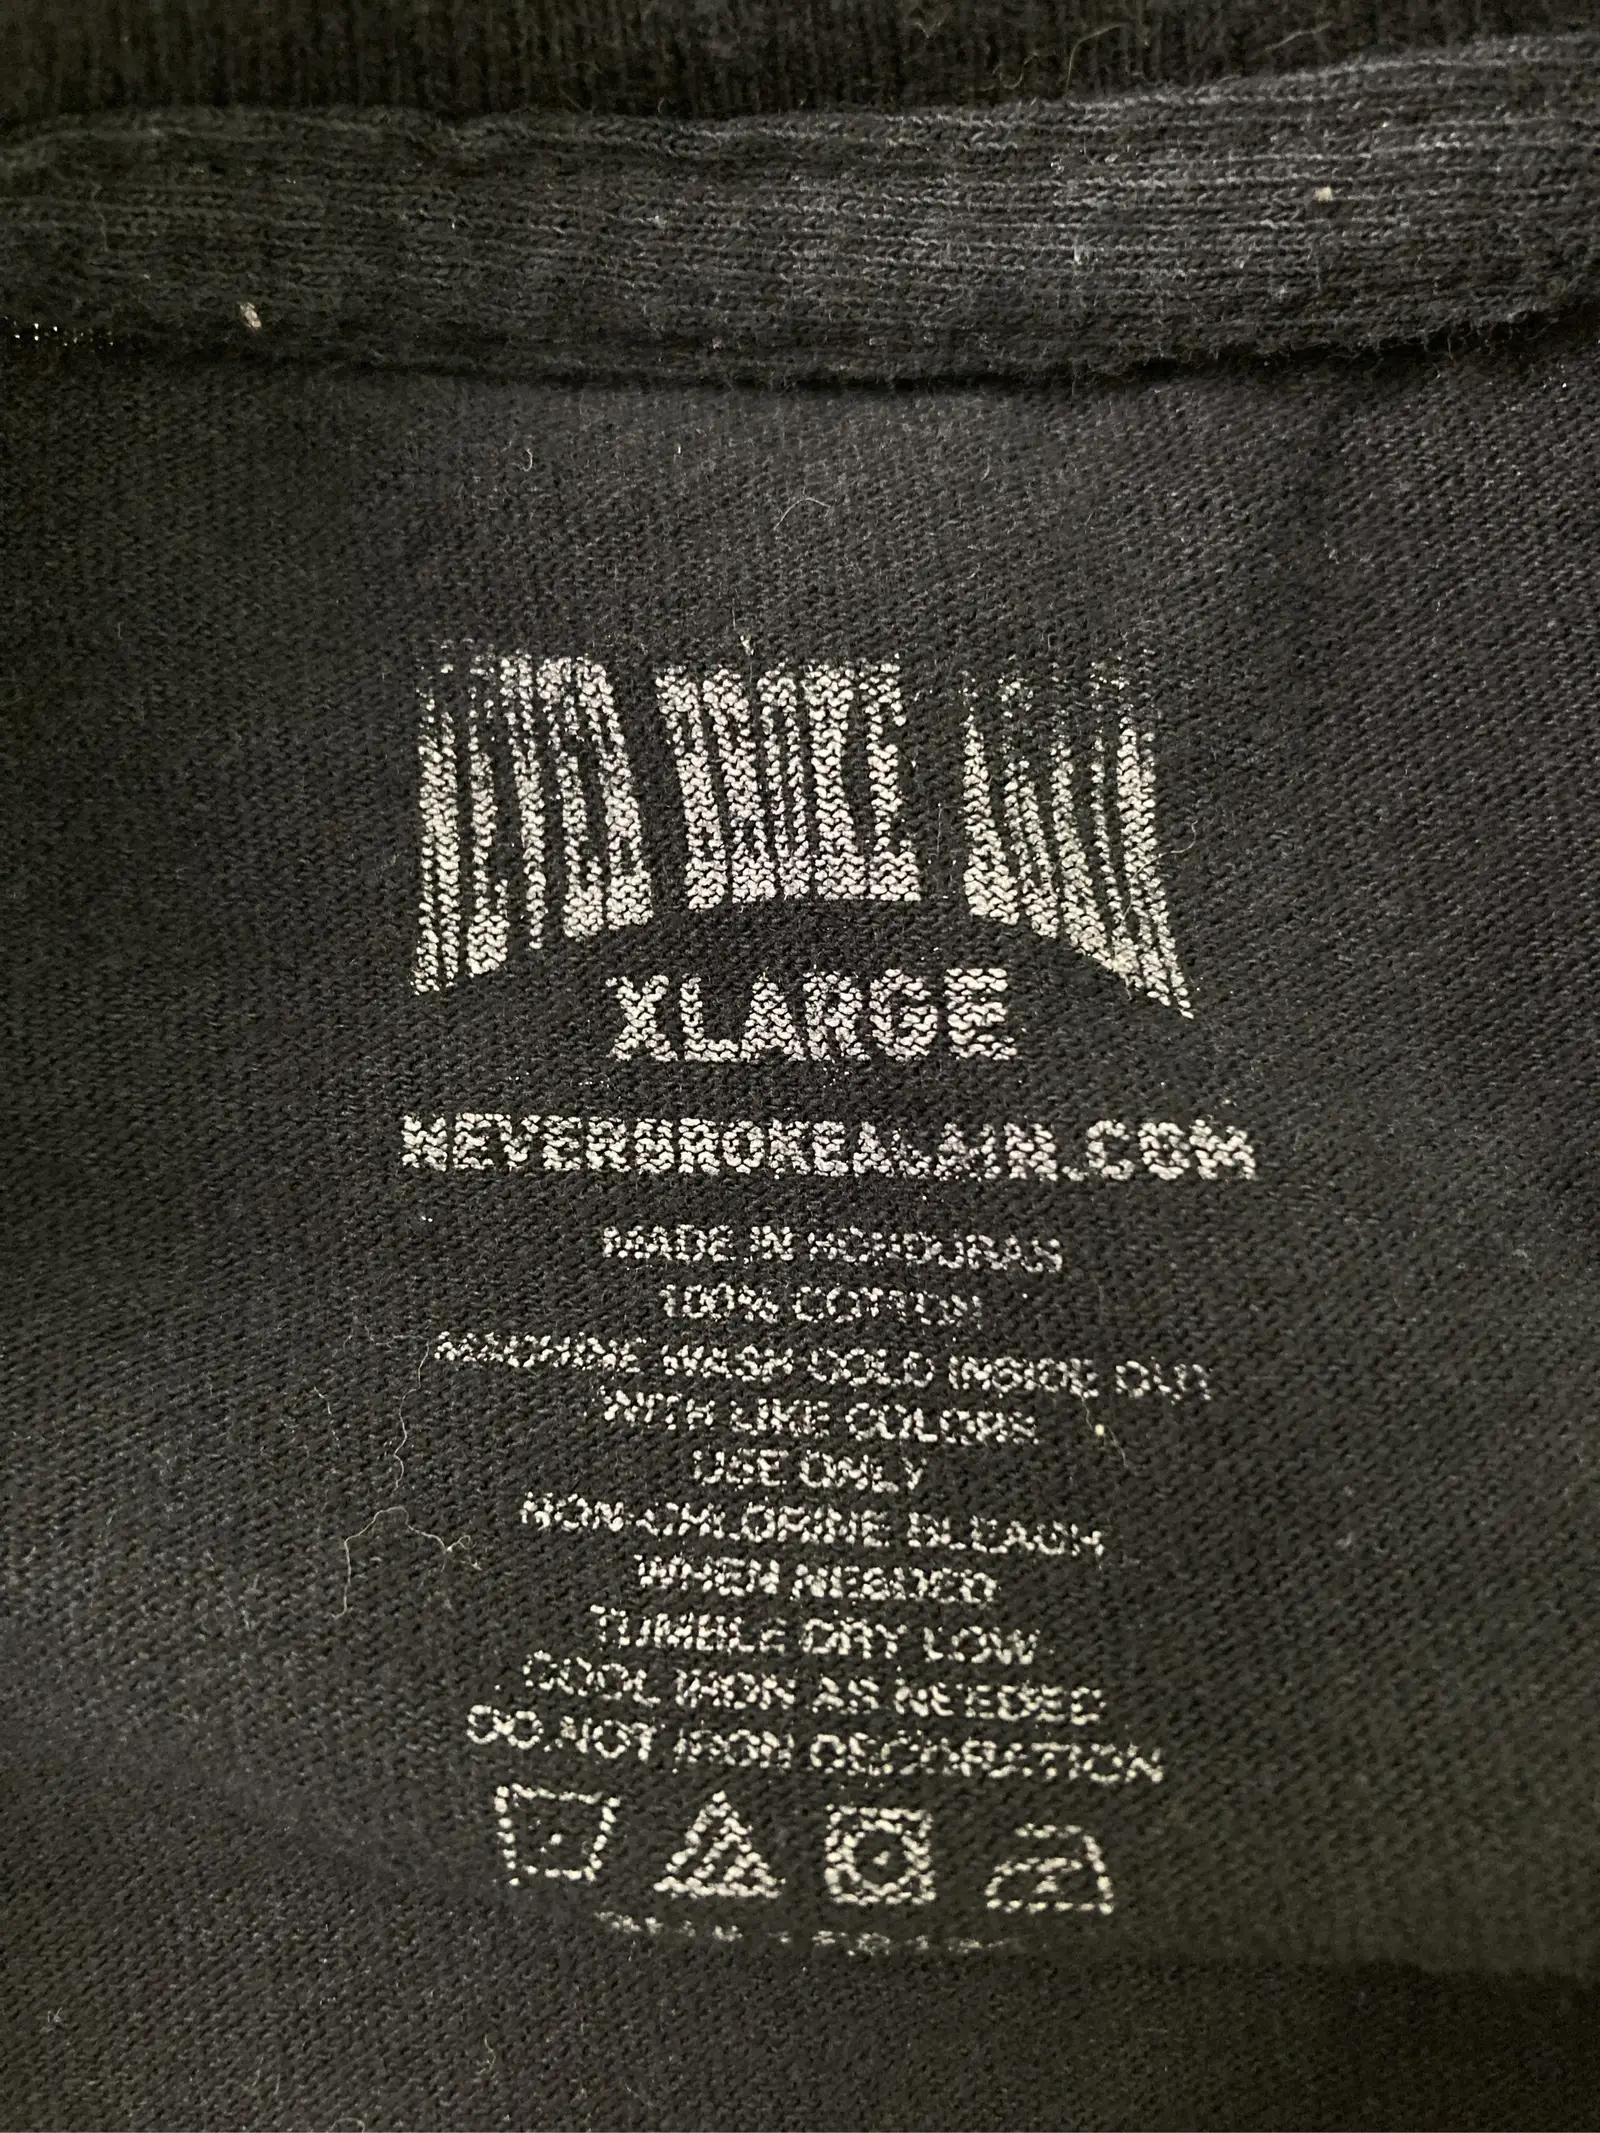 NEVER BROKE AGAIN
XLARGE
NEVERBROKEAGAIN.COM
MADE IN HONDURAS
100% COTTON
MACHINE WASH COLD INSIDE OUT
WITH LIKE COLORS
USE ONLY
NON-CHLORINE BLEACH
WHEN NEEDED
TUMBLE DRY LOW
COOL IRON AS NEEDED
DO NOT IRON DECORATION